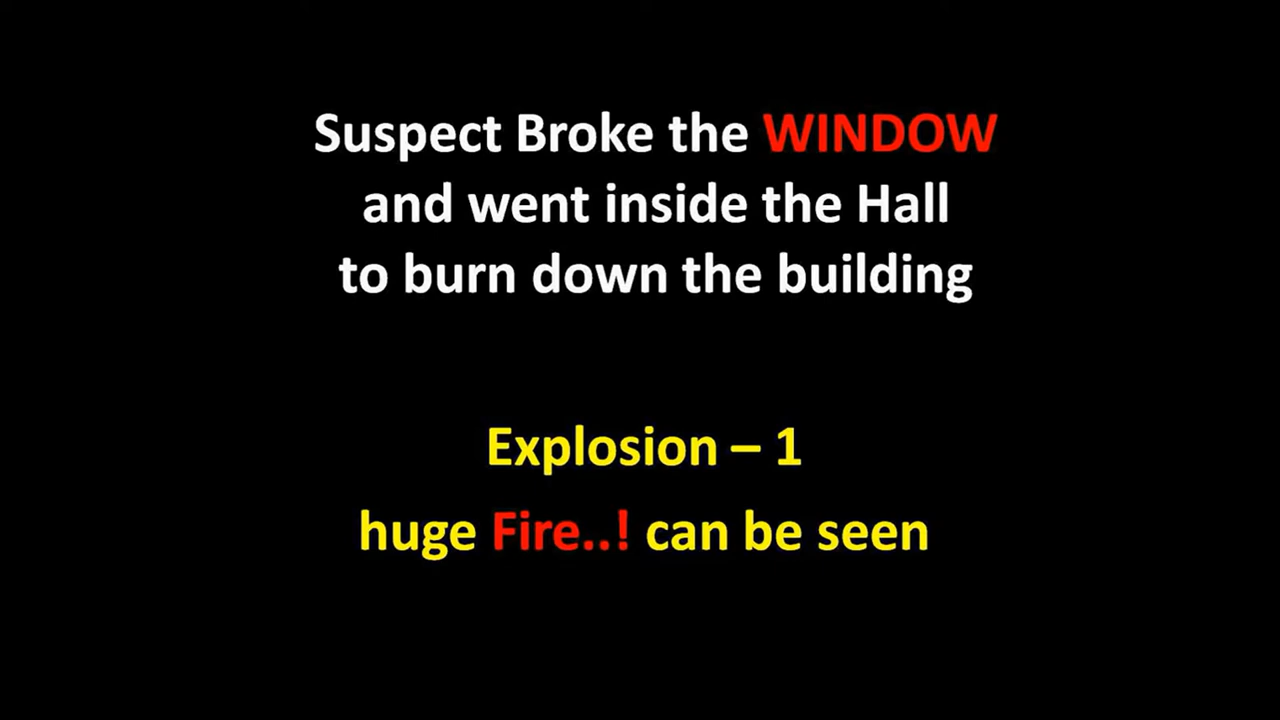 Suspect Broke the WINDOW
and went inside the Hall
to burn down the building
Explosion – 1
huge Fire..! can be seen